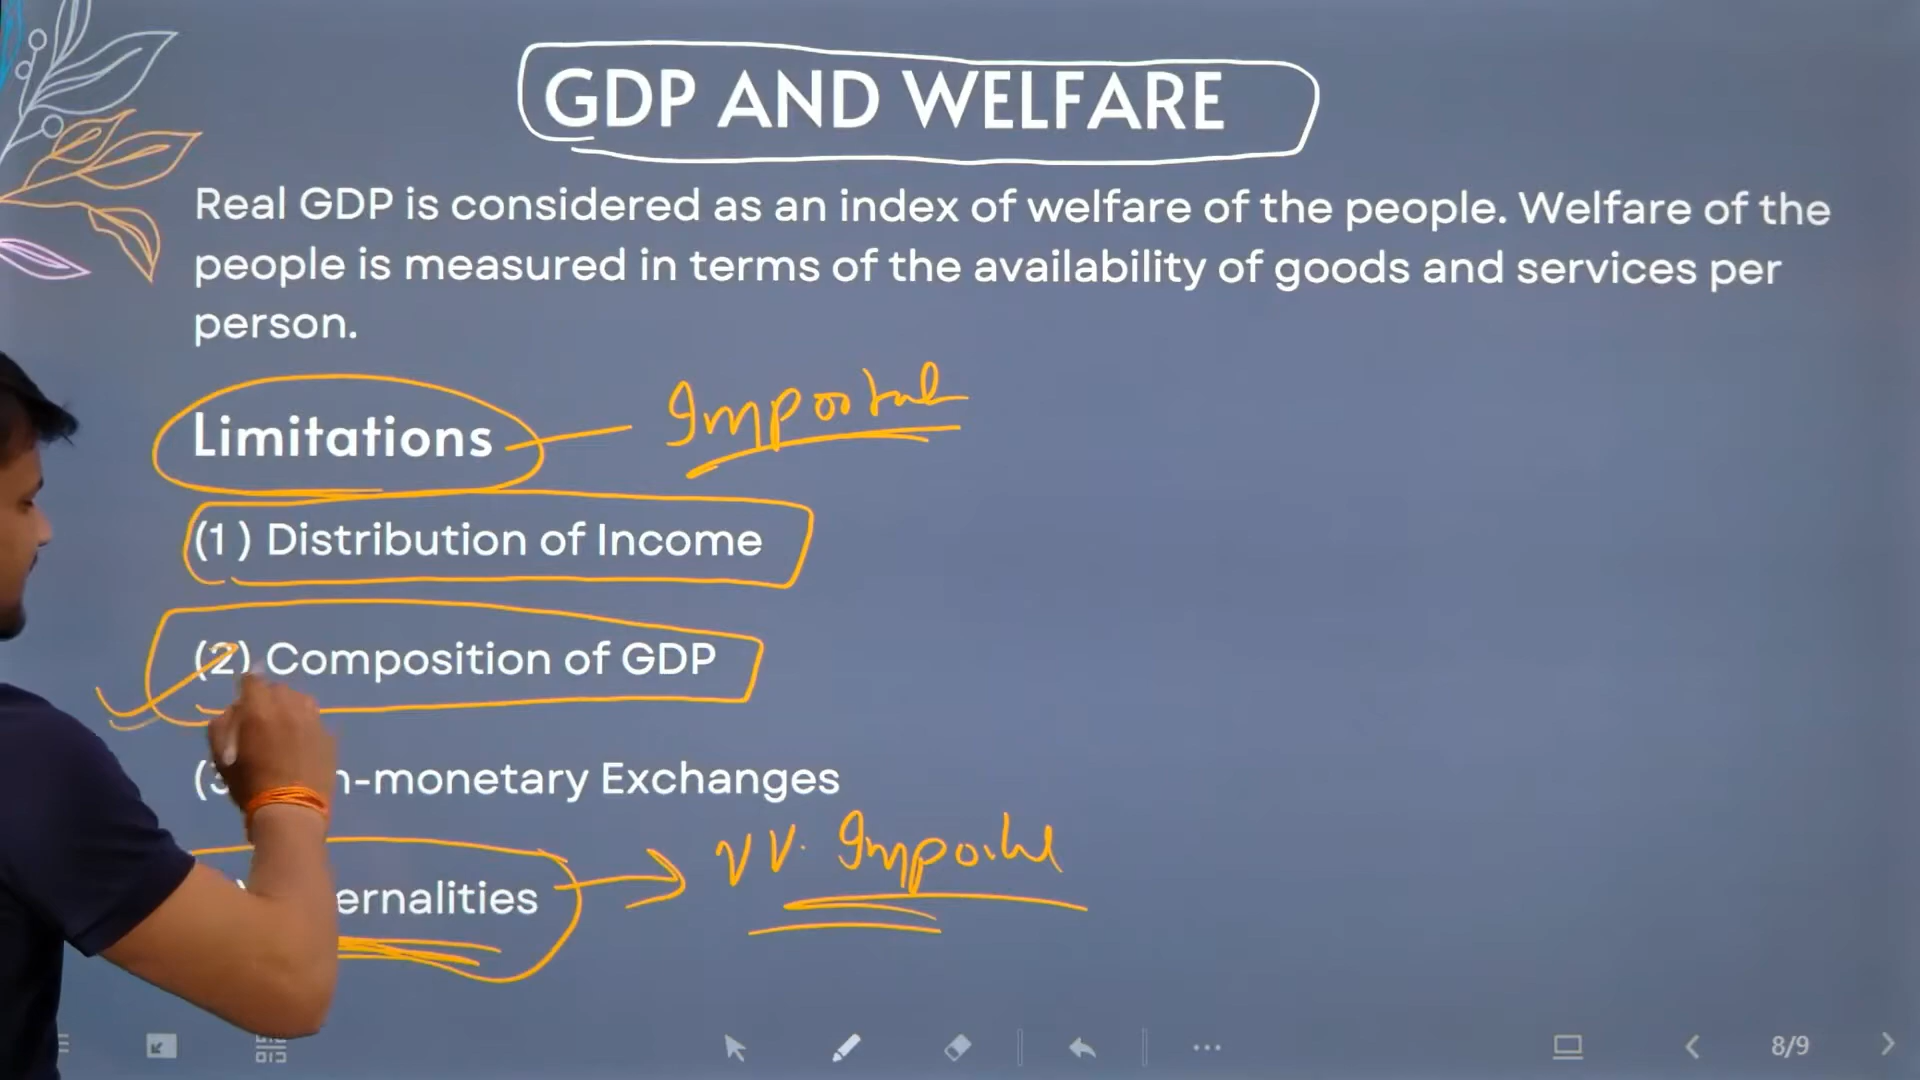 GDP AND WELFARE
Real GDP is considered as an index of welfare of the people. Welfare of the
people is measured in terms of the availability of goods and services per
person.
Limitations
(1) Distribution of Income
(2) Composition of GDP
-monetary Exchanges
ernalities
VV.
8/9